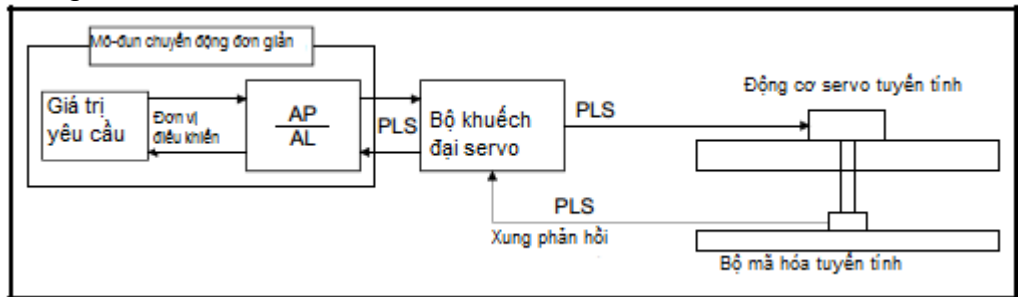 Mô-đun chuyển động đơn giản
Giá trị
yêu cầu
Đơn vị
điều khiển
AP
AL
PLS
Bộ khuếch
đại servo
PLS
Động cơ servo tuyến tính
PLS
Xung phản hồi
Bộ mã hóa tuyến tính